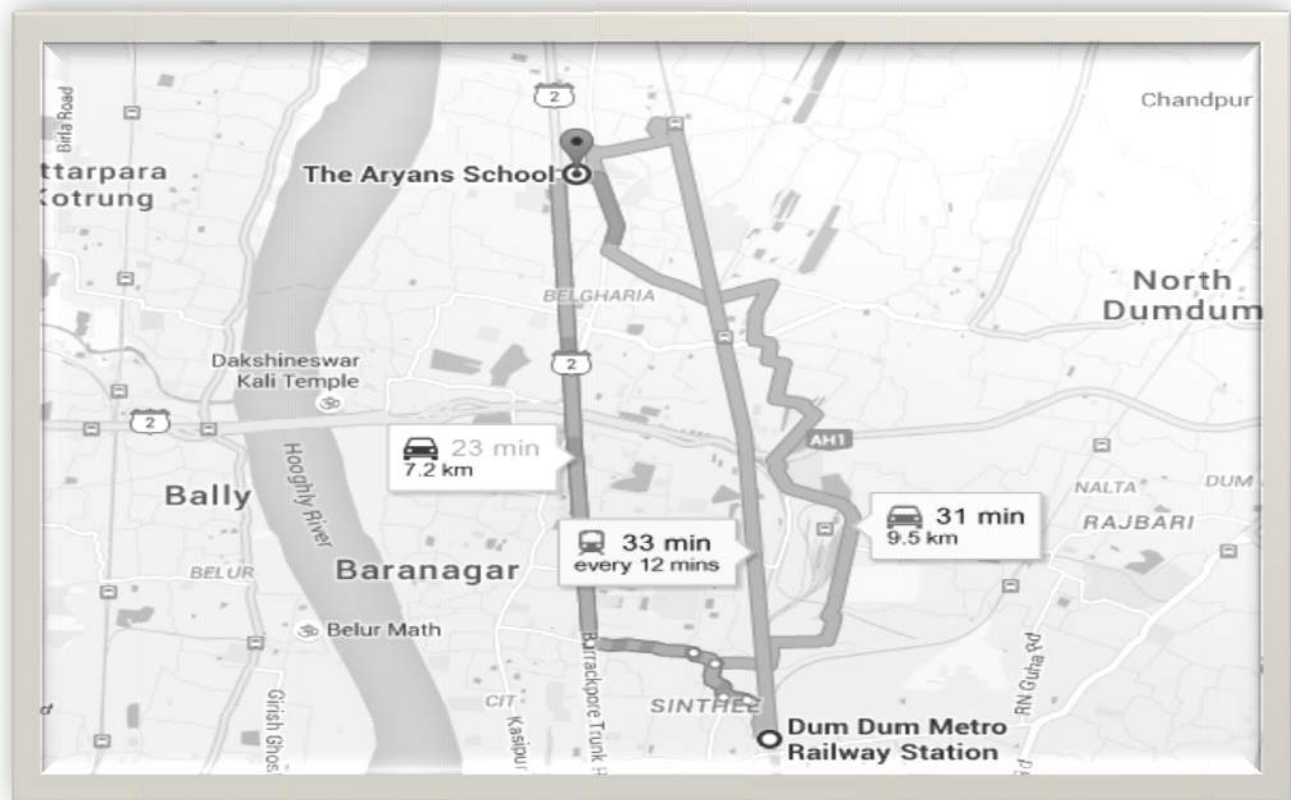 Birla Road
2
Chandpur
The Aryans School
ttarpara
Kotrung
North
Dumdum
BELGHARIA
2
Dakshineswar
Kali Temple
2
AH1
23 min
7.2 km
Hooghly River
Bally
NALTA
DUM
RAJBARI
31 min
9.5 km
33 min
every 12 mins
BELUR
Baranagar
Belur Math
Barrackpore Trunk R
RN Guha Rd
Girish Ghos
CIT
Kasipur
SINTHEE
Dum Dum Metro
Railway Station